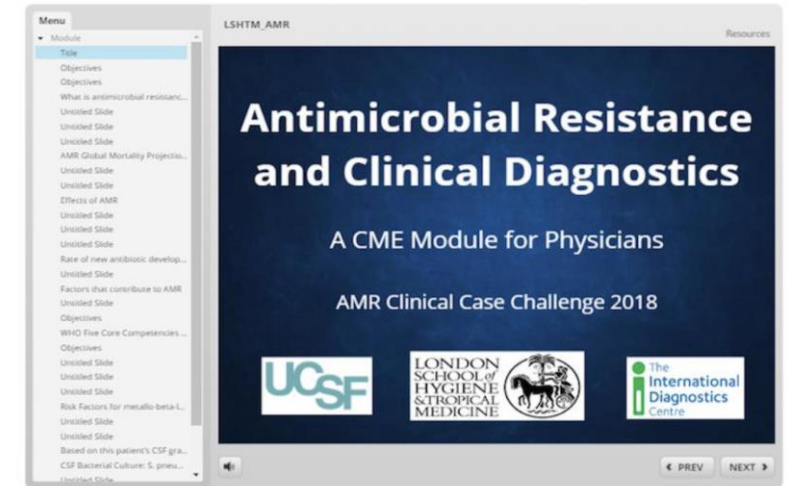 Menu
Module
Title
Objectives
Objectives
What is antimicrobial resistanc...
Untitled Slide
Untitled Slide
Untitled Slide
AMR Global Mortality Projectio...
Untitled Slide
Untitled Slide
Effects of AMR
Untitled Slide
Untitled Slide
Untitled Slide
Rate of new antibiotic develop...
Untitled Slide
Factors that contribute to AMR
Untitled Slide
Objectives
WHO Five Core Competencies ...
Objectives
Untitled Slide
Untitled Slide
Untitled Slide
Risk Factors for metallo-beta-l...
Untitled Slide
Untitled Slide
Based on this patient's CSF gra...
CSF Bacterial Culture: S. pneu...
Untitled Slide
LSHTM_AMR
Resources
Antimicrobial Resistance
and Clinical Diagnostics
A CME Module for Physicians
AMR Clinical Case Challenge 2018
UCSF
LONDON
SCHOOL of
HYGIENE
& TROPICAL
MEDICINE
The
International
Diagnostics
Centre
PREV
NEXT